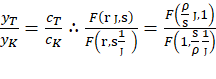 y_T/y_K = c_T/c_K ∴ F(r J,s)/F(r,s 1/J) = F(ρ/s J,1)/F(1,s/ρ 1/J)